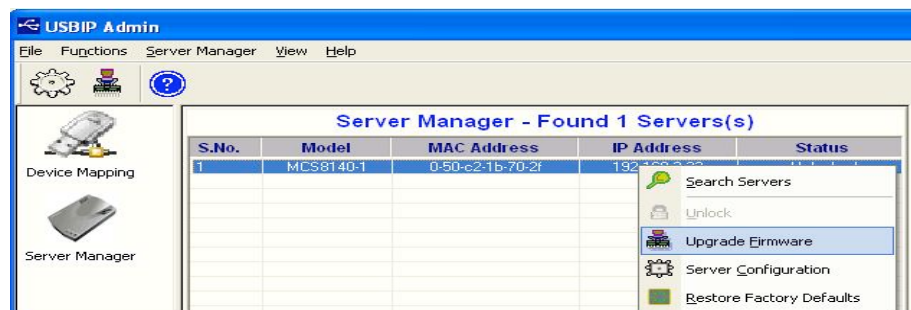 USBIP Admin
File Functions Server Manager View Help
Server Manager - Found 1 Servers(s)
S.No. Model MAC Address IP Address Status
1 MCS8140-1 0-50-c2-1b-70-2f
Device Mapping
Server Manager
Search Servers
Unlock
Upgrade Firmware
Server Configuration
Restore Factory Defaults